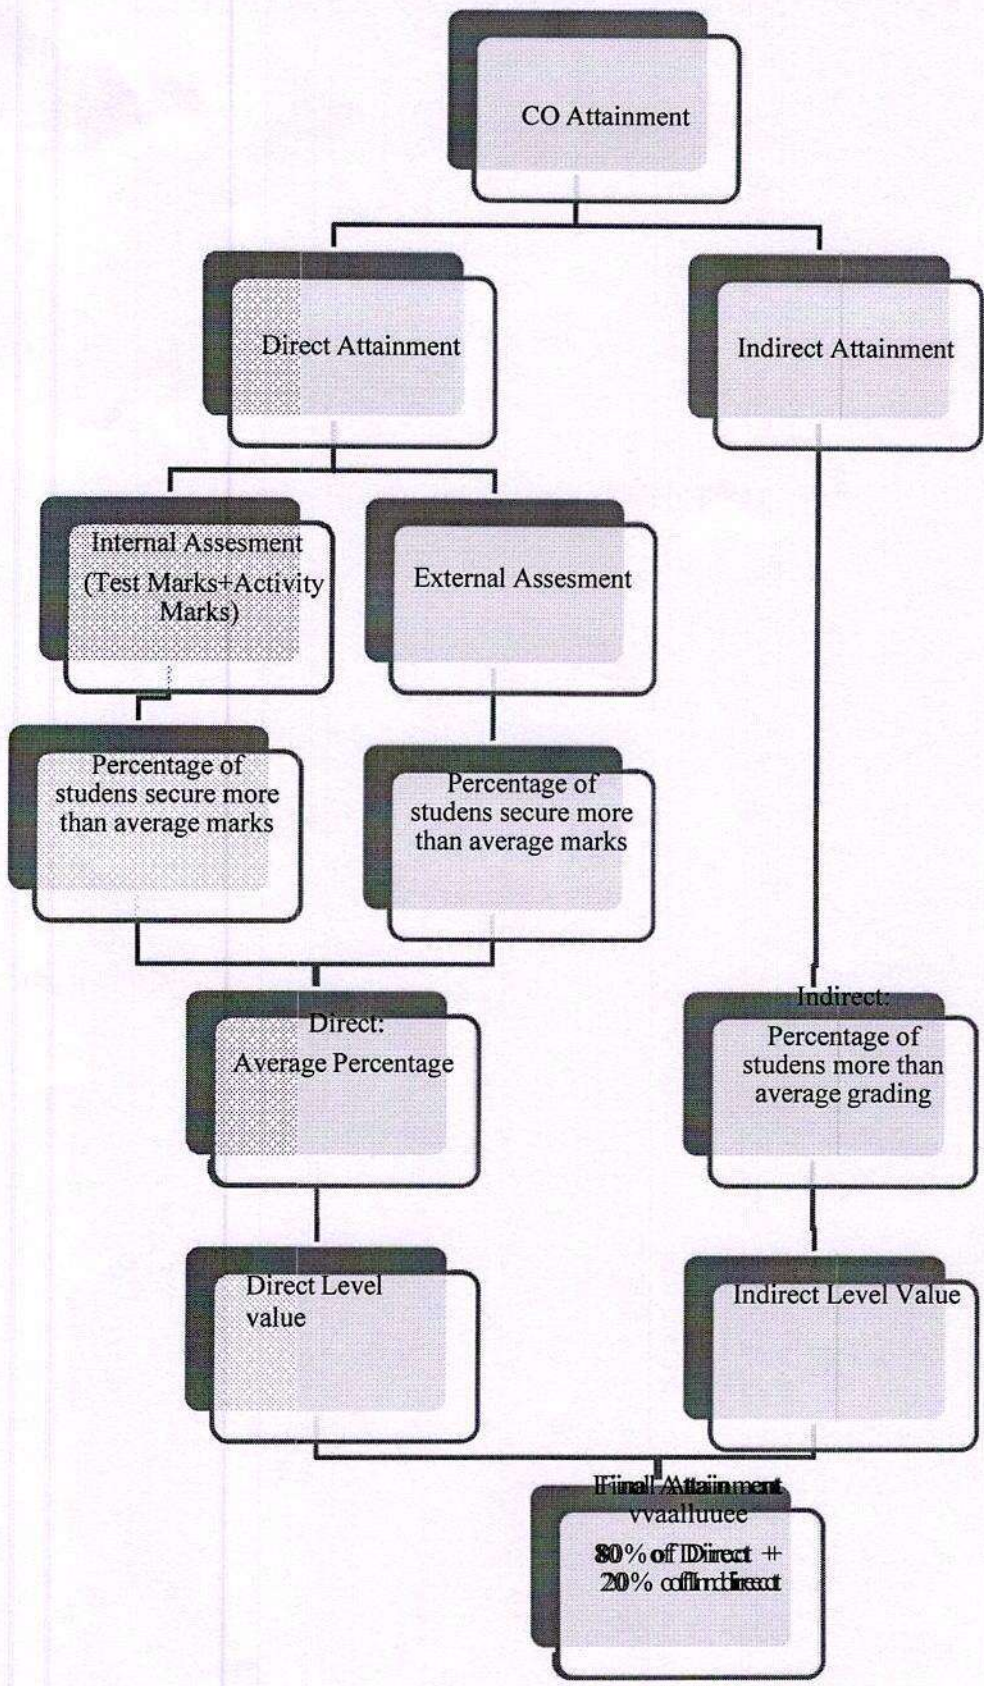 CO Attainment
Direct Attainment
Indirect Attainment
Internal Assesment
(Test Marks+Activity
Marks)
External Assesment
Percentage of
studens secure more
than average marks
Percentage of
studens secure more
than average marks
Direct:
Average Percentage
Indirect:
Percentage of
studens more than
average grading
Direct Level
value
Indirect Level Value
Final Attainment
value
80% of Direct +
20% of Indirect